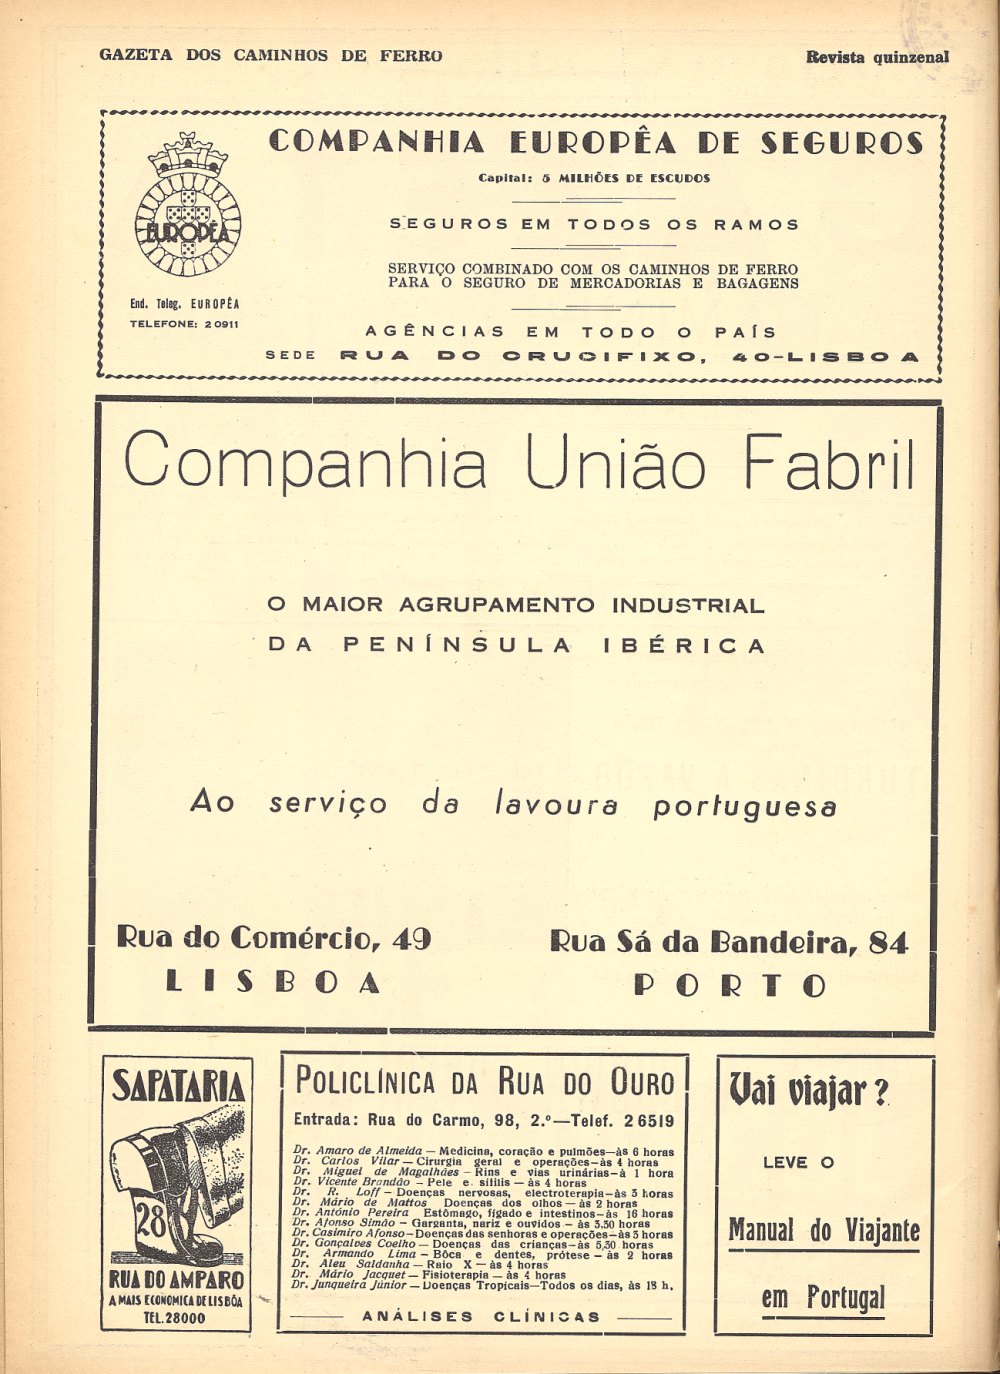 GAZETA DOS CAMINHOS DE FERRO
Revista quinzenal
COMPANHIA EUROPÊA DE SEGUROS
Capital: 5 MILHÕES DE ESCUDOS
SEGUROS EM TODOS OS RAMOS
SERVIÇO COMBINADO COM OS CAMINHOS DE FERRO
PARA O SEGURO DE MERCADORIAS E BAGAGENS
AGÊNCIAS EM TODO O PAÍS
SEDE RUA DO CRUCIFIXO, 40-LISBOA
EUROPÊA
End. Teleg. EUROPÊA
TELEFONE: 20911
Companhia União Fabril
O MAIOR AGRUPAMENTO INDUSTRIAL
DA PENÍNSULA IBÉRICA
Ao serviço da lavoura portuguesa
Rua do Comércio, 49
LISBOA
Rua Sá da Bandeira, 84
PORTO
SAPATARIA
28
RUA DO AMPARO
A MAIS ECONOMICA DE LISBÔA
TEL. 28000
POLICLÍNICA DA RUA DO OURO
Entrada: Rua do Carmo, 98, 2.º—Telef. 26519
Dr. Amaro de Almeida — Medicina, coração e pulmões—às 6 horas
Dr. Carlos Vilar — Cirurgia geral e operações—às 4 horas
Dr. Miguel de Magalhães — Rins e vias urinárias—à 1 hora
Dr. Vicente Brandão — Pele e sífilis — às 4 horas
Dr. R. Loff — Doenças nervosas, electroterapia—às 3 horas
Dr. Mário de Mattos Doenças dos olhos — às 2 horas
Dr. António Pereira Estômago, fígado e intestinos—às 16 horas
Dr. Afonso Simão — Garganta, nariz e ouvidos — às 3,30 horas
Dr. Casimiro Afonso—Doenças das senhoras e operações—às 3 horas
Dr. Gonçalves Coelho — Doenças das crianças—às 5,30 horas
Dr. Armando Lima — Bôca e dentes, prótese — às 2 horas
Dr. Aleu Saldanha — Raio X — às 4 horas
Dr. Mário Jacquet — Fisioterapia — às 4 horas
Dr. Junqueira Júnior — Doenças Tropicais—Todos os dias, às 18 h.
ANÁLISES CLÍNICAS
Vai viajar?
LEVE O
Manual do Viajante
em Portugal